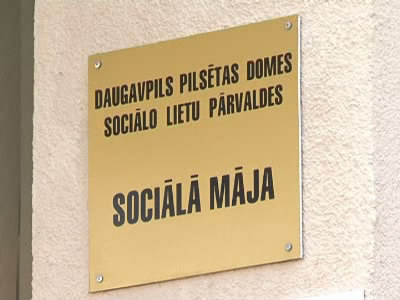 DAUGAVPILS PILSĒTAS DOMES
SOCIĀLO LIETU PĀRVALDES
SOCIĀLĀ MĀJA